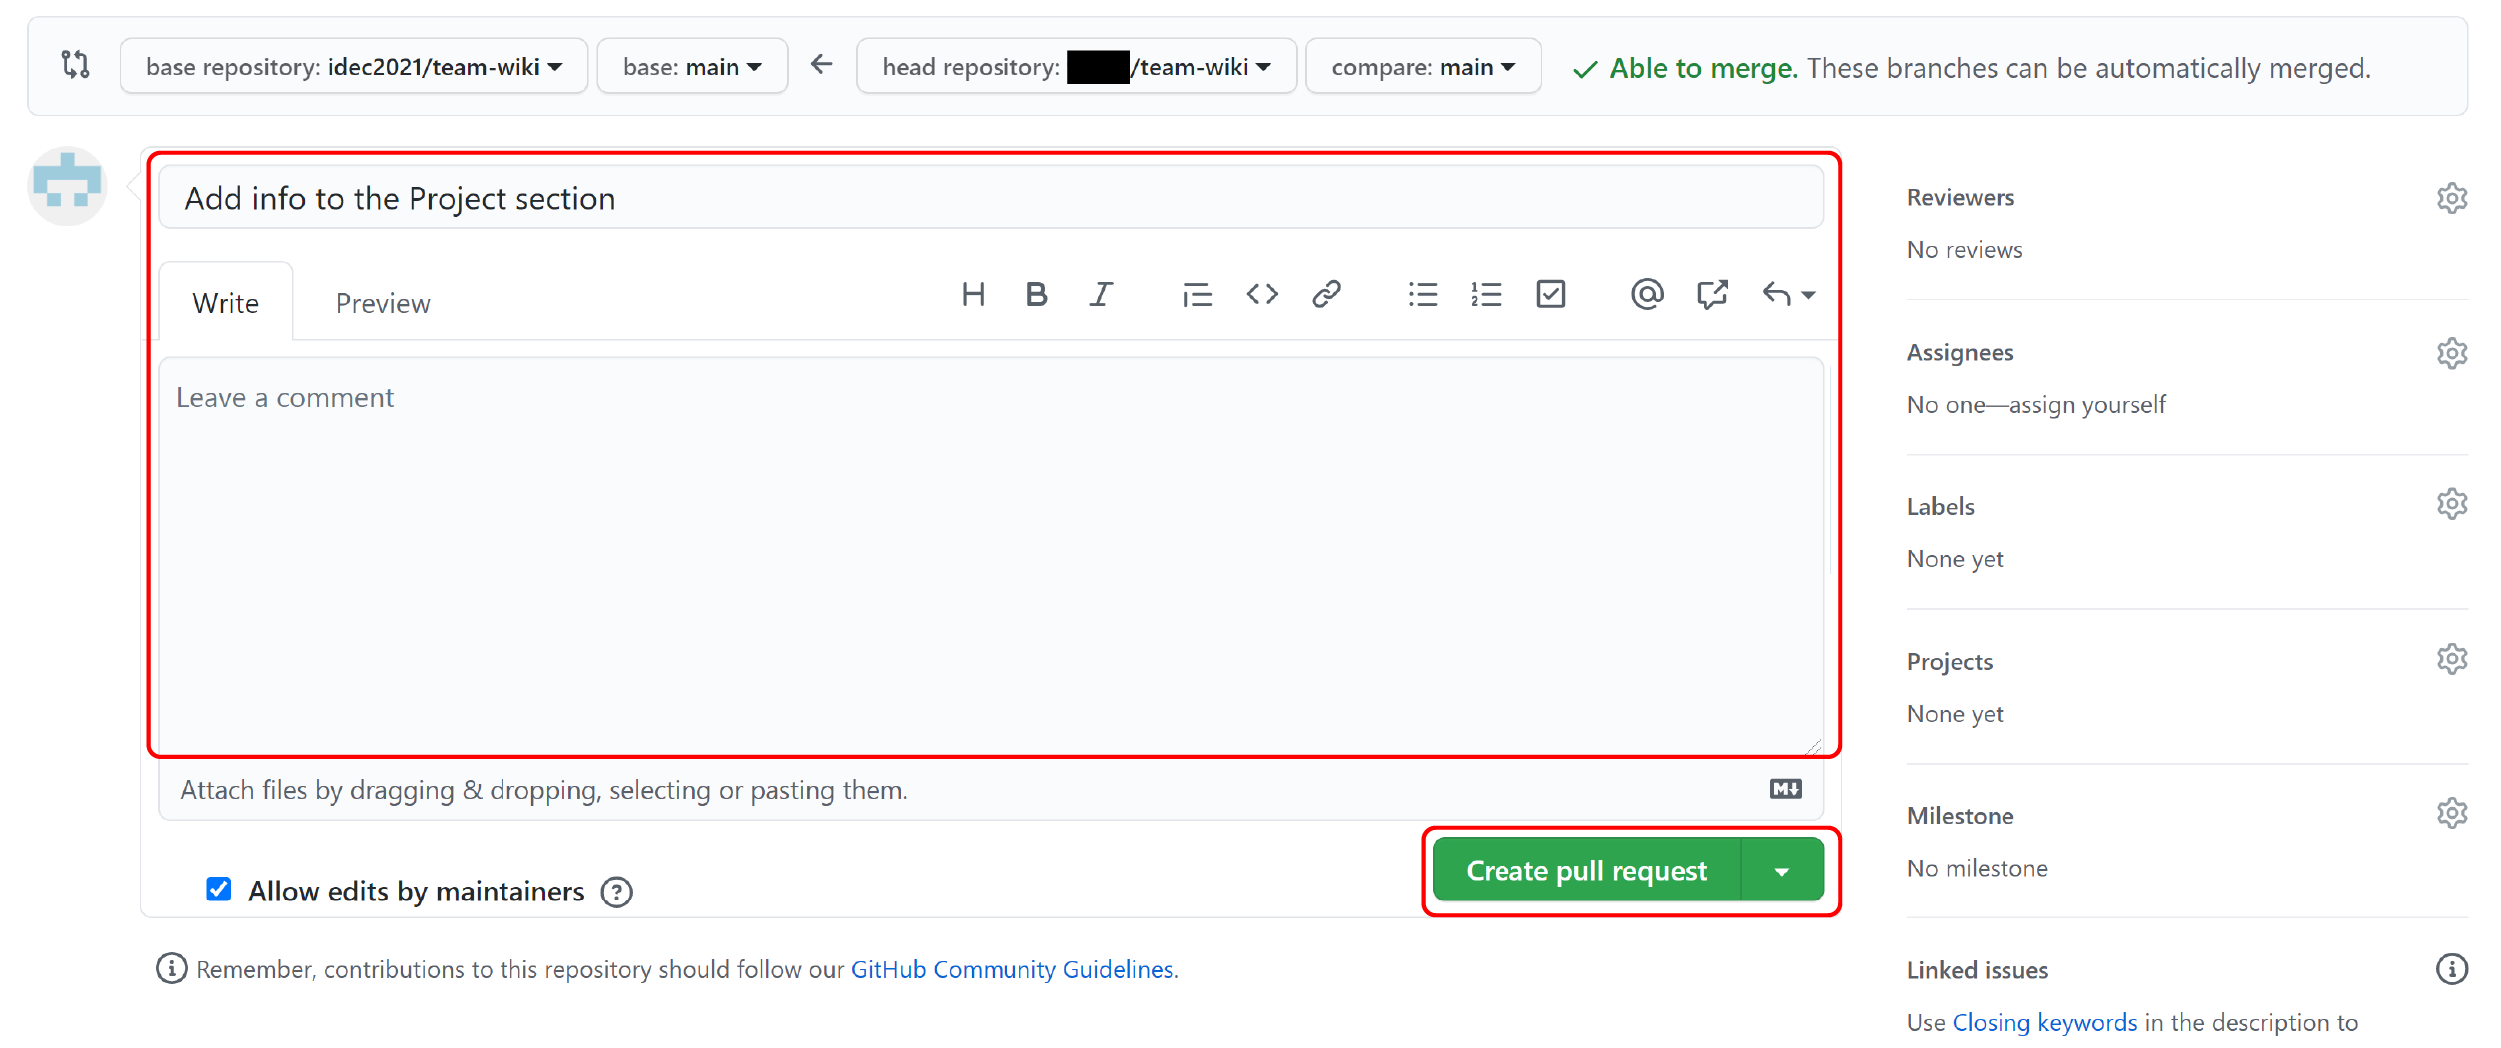 base repository: idec2021/team-wiki base: main head repository: /team-wiki compare: main Able to merge. These branches can be automatically merged.
Add info to the Project section
Write Preview
Leave a comment
Attach files by dragging & dropping, selecting or pasting them.
Allow edits by maintainers
Create pull request
Remember, contributions to this repository should follow our GitHub Community Guidelines.
Reviewers
No reviews
Assignees
No one—assign yourself
Labels
None yet
Projects
None yet
Milestone
No milestone
Linked issues
Use Closing keywords in the description to